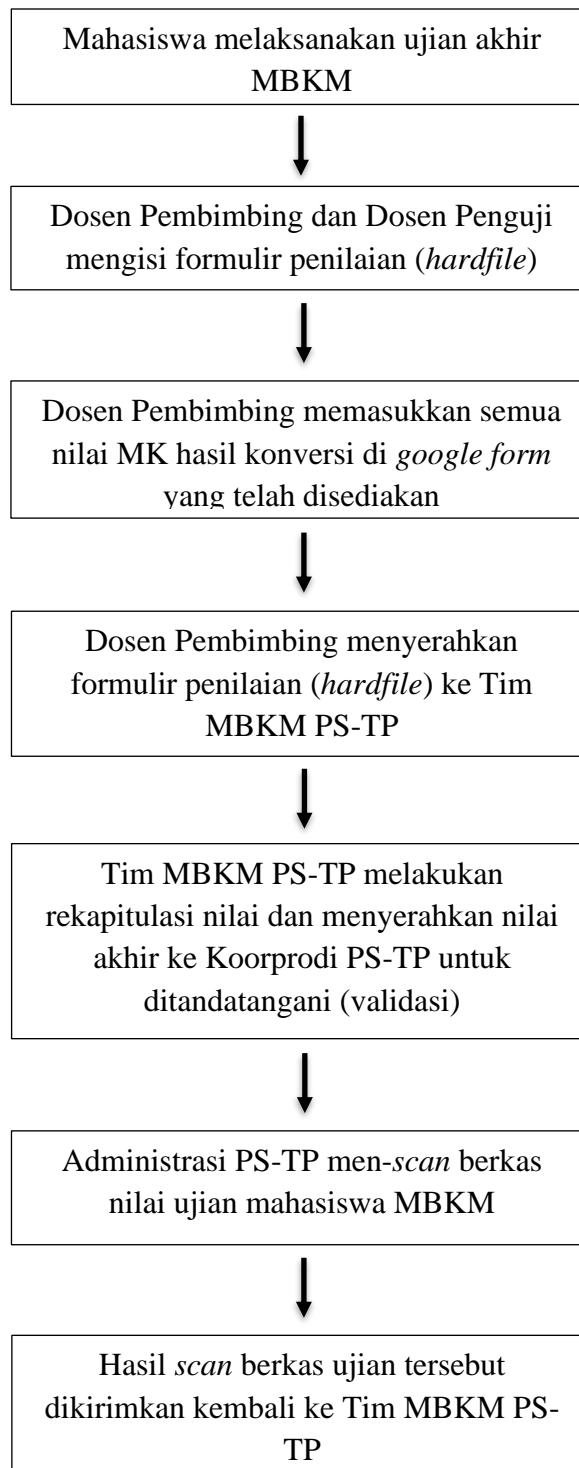 Mahasiswa melaksanakan ujian akhir
MBKM
Dosen Pembimbing dan Dosen Penguji
mengisi formulir penilaian (hardfile)
Dosen Pembimbing memasukkan semua
nilai MK hasil konversi di google form
yang telah disediakan
Dosen Pembimbing menyerahkan
formulir penilaian (hardfile) ke Tim
MBKM PS-TP
Tim MBKM PS-TP melakukan
rekapitulasi nilai dan menyerahkan nilai
akhir ke Koorprodi PS-TP untuk
ditandatangani (validasi)
Administrasi PS-TP men-scan berkas
nilai ujian mahasiswa MBKM
Hasil scan berkas ujian tersebut
dikirimkan kembali ke Tim MBKM PS-
TP